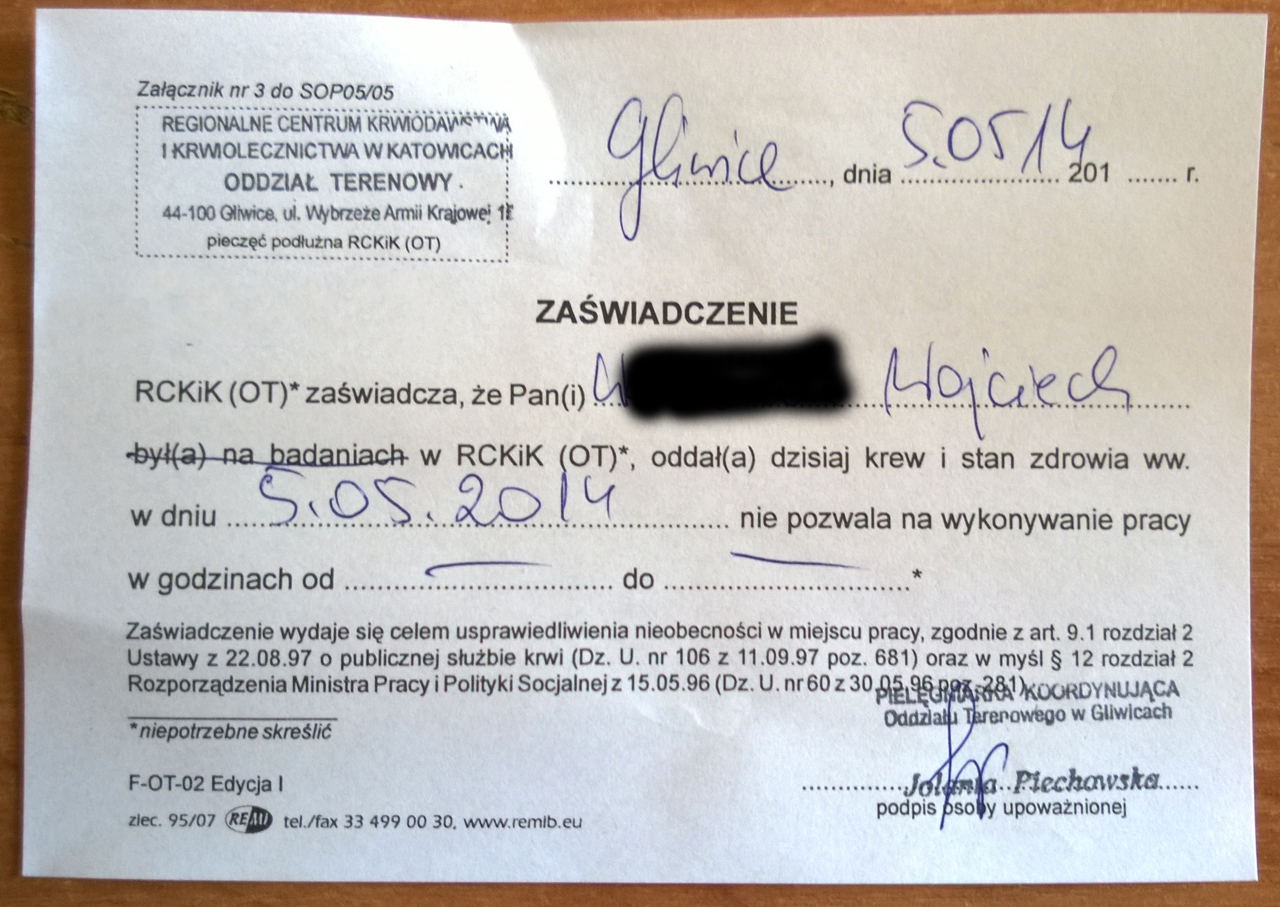 Załącznik nr 3 do SOP05/05
REGIONALNE CENTRUM KRWIODAWSTWA
I KRWIOLECZNICTWA W KATOWICACH
ODDZIAŁ TERENOWY
44-100 Gliwice, ul. Wybrzeże Armii Krajowej
pieczęć podłużna RCKiK (OT)
Gliwice, dnia 5.05 14 201 ....... r.
ZAŚWIADCZENIE
RCKiK (OT)* zaświadcza, że Pan(i) Wojciech
był(a) na badaniach w RCKiK (OT)*, oddał(a) dzisiaj krew i stan zdrowia ww.
w dniu 5.05.2014 nie pozwala na wykonywanie pracy
w godzinach od — do — *
Zaświadczenie wydaje się celem usprawiedliwienia nieobecności w miejscu pracy, zgodnie z art. 9.1 rozdział 2
Ustawy z 22.08.97 o publicznej służbie krwi (Dz. U. nr 106 z 11.09.97 poz. 681) oraz w myśl § 12 rozdział 2
Rozporządzenia Ministra Pracy i Polityki Socjalnej z 15.05.96 (Dz. U. nr 60 z 30.05.96 poz. 281)
PIELĘGNIARKA KOORDYNUJĄCA
Oddziału Terenowego w Gliwicach
*niepotrzebne skreślić
Jolanta Piechowska
podpis osoby upoważnionej
F-OT-02 Edycja I
zlec. 95/07 REMI tel./fax 33 499 00 30, www.remib.eu